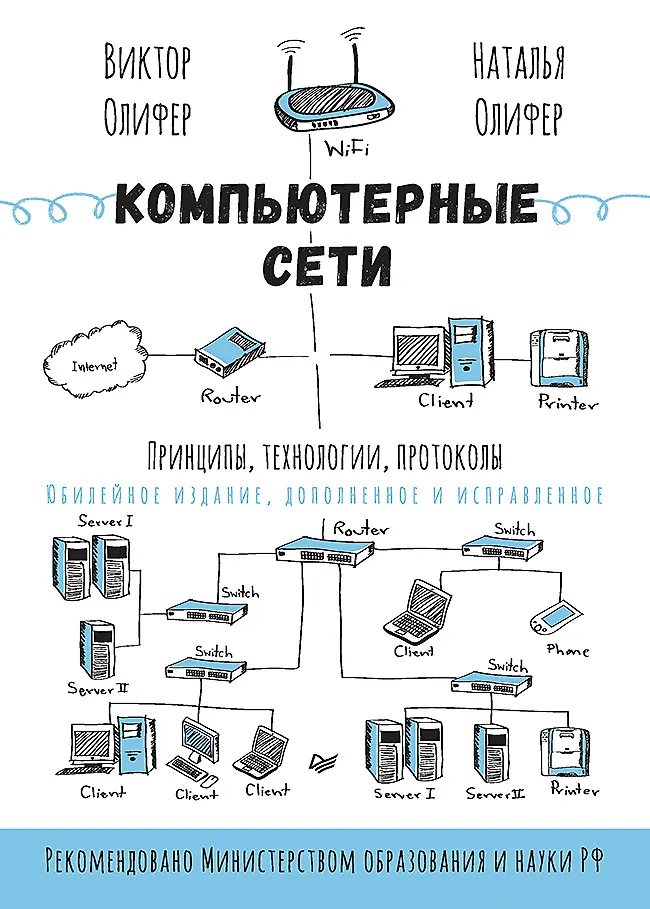 Виктор
Олифер
Наталья
Олифер
WiFi
КОМПЬЮТЕРНЫЕ
СЕТИ
Internet
Router
Client
Printer
Принципы, технологии, протоколы
Юбилейное издание, дополненное и исправленное
Server I
Router
Switch
Switch
Client
Phone
Server II
Switch
Switch
Client
Client
Client
Server I
Server II
Printer
Рекомендовано Министерством образования и науки РФ